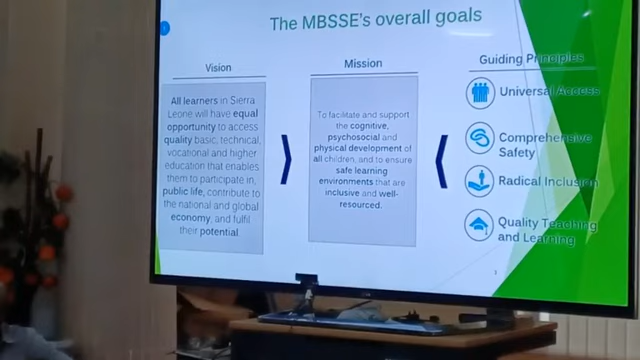 The MBSSE's overall goals
Vision
All learners in Sierra
Leone will have equal
opportunity to access
quality basic, technical,
vocational and higher
education that enables
them to participate in,
public life, contribute to
the national and global
economy, and fulfil
their potential.
Mission
To facilitate and support
the cognitive,
psychosocial and
physical development of
all children, and to ensure
safe learning
environments that are
inclusive and well-
resourced.
Guiding Principles
Universal Access
Comprehensive
Safety
Radical Inclusion
Quality Teaching
and Learning